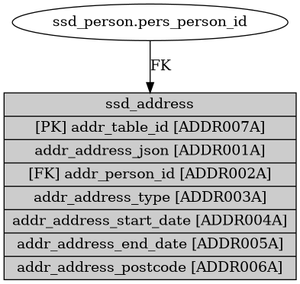 ssd_person.pers_person_id
FK
ssd_address
[PK] addr_table_id [ADDR007A]
addr_address_json [ADDR001A]
[FK] addr_person_id [ADDR002A]
addr_address_type [ADDR003A]
addr_address_start_date [ADDR004A]
addr_address_end_date [ADDR005A]
addr_address_postcode [ADDR006A]